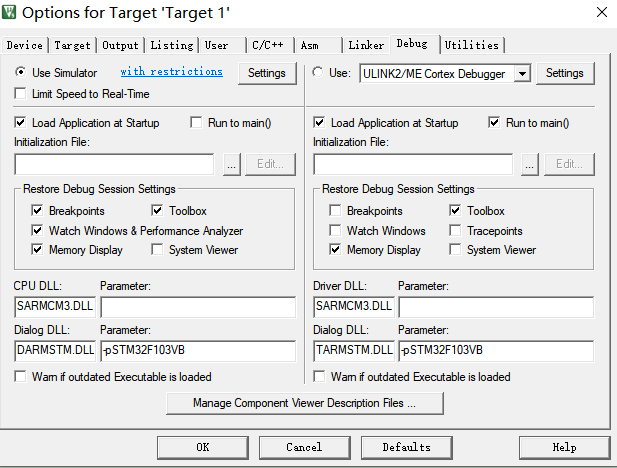 Options for Target 'Target 1'
Device Target Output Listing User C/C++ Asm Linker Debug Utilities
Use Simulator with restrictions Settings
Limit Speed to Real-Time
Load Application at Startup Run to main()
Initialization File:
... Edit...
Restore Debug Session Settings
Breakpoints Toolbox
Watch Windows & Performance Analyzer
Memory Display System Viewer
CPU DLL: Parameter:
SARMCM3.DLL
Dialog DLL: Parameter:
DARMSTM.DLL -pSTM32F103VB
Warn if outdated Executable is loaded
Use: ULINK2/ME Cortex Debugger Settings
Load Application at Startup Run to main()
Initialization File:
... Edit...
Restore Debug Session Settings
Breakpoints Toolbox
Watch Windows Tracepoints
Memory Display System Viewer
Driver DLL: Parameter:
SARMCM3.DLL
Dialog DLL: Parameter:
TARMSTM.DLL -pSTM32F103VB
Warn if outdated Executable is loaded
Manage Component Viewer Description Files ...
OK Cancel Defaults Help